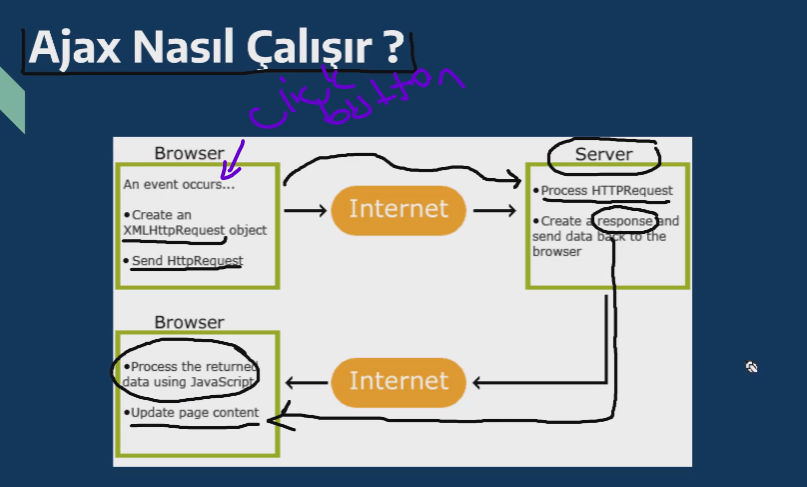 Ajax Nasıl Çalışır ?
click
button
Browser
An event occurs...
•Create an
XMLHttpRequest object
• Send HttpRequest
Internet
Server
•Process HTTPRequest
•Create a response and
send data back to the
browser
Browser
•Process the returned
data using JavaScript
•Update page content
Internet